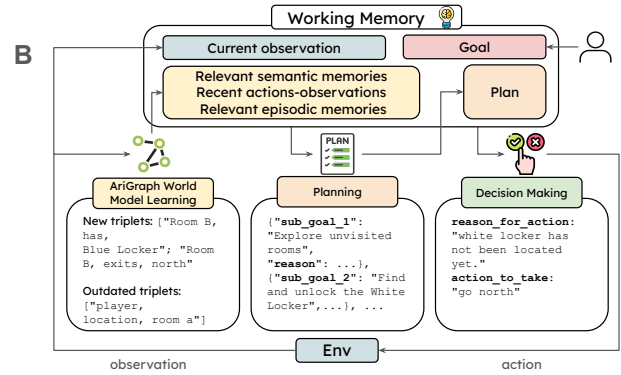 B
Working Memory
Current observation
Goal
Relevant semantic memories
Recent actions-observations
Relevant episodic memories
Plan
PLAN
AriGraph World
Model Learning
Planning
Decision Making
New triplets: ["Room B,
has,
Blue Locker"; "Room
B, exits, north"
Outdated triplets:
["player,
location, room a"]
{"sub_goal_1":
"Explore unvisited
rooms",
"reason": ...},
{"sub_goal_2": "Find
and unlock the White
Locker",...}, ...
reason_for_action:
"white locker has
not been located
yet."
action_to_take:
"go north"
Env
observation
action